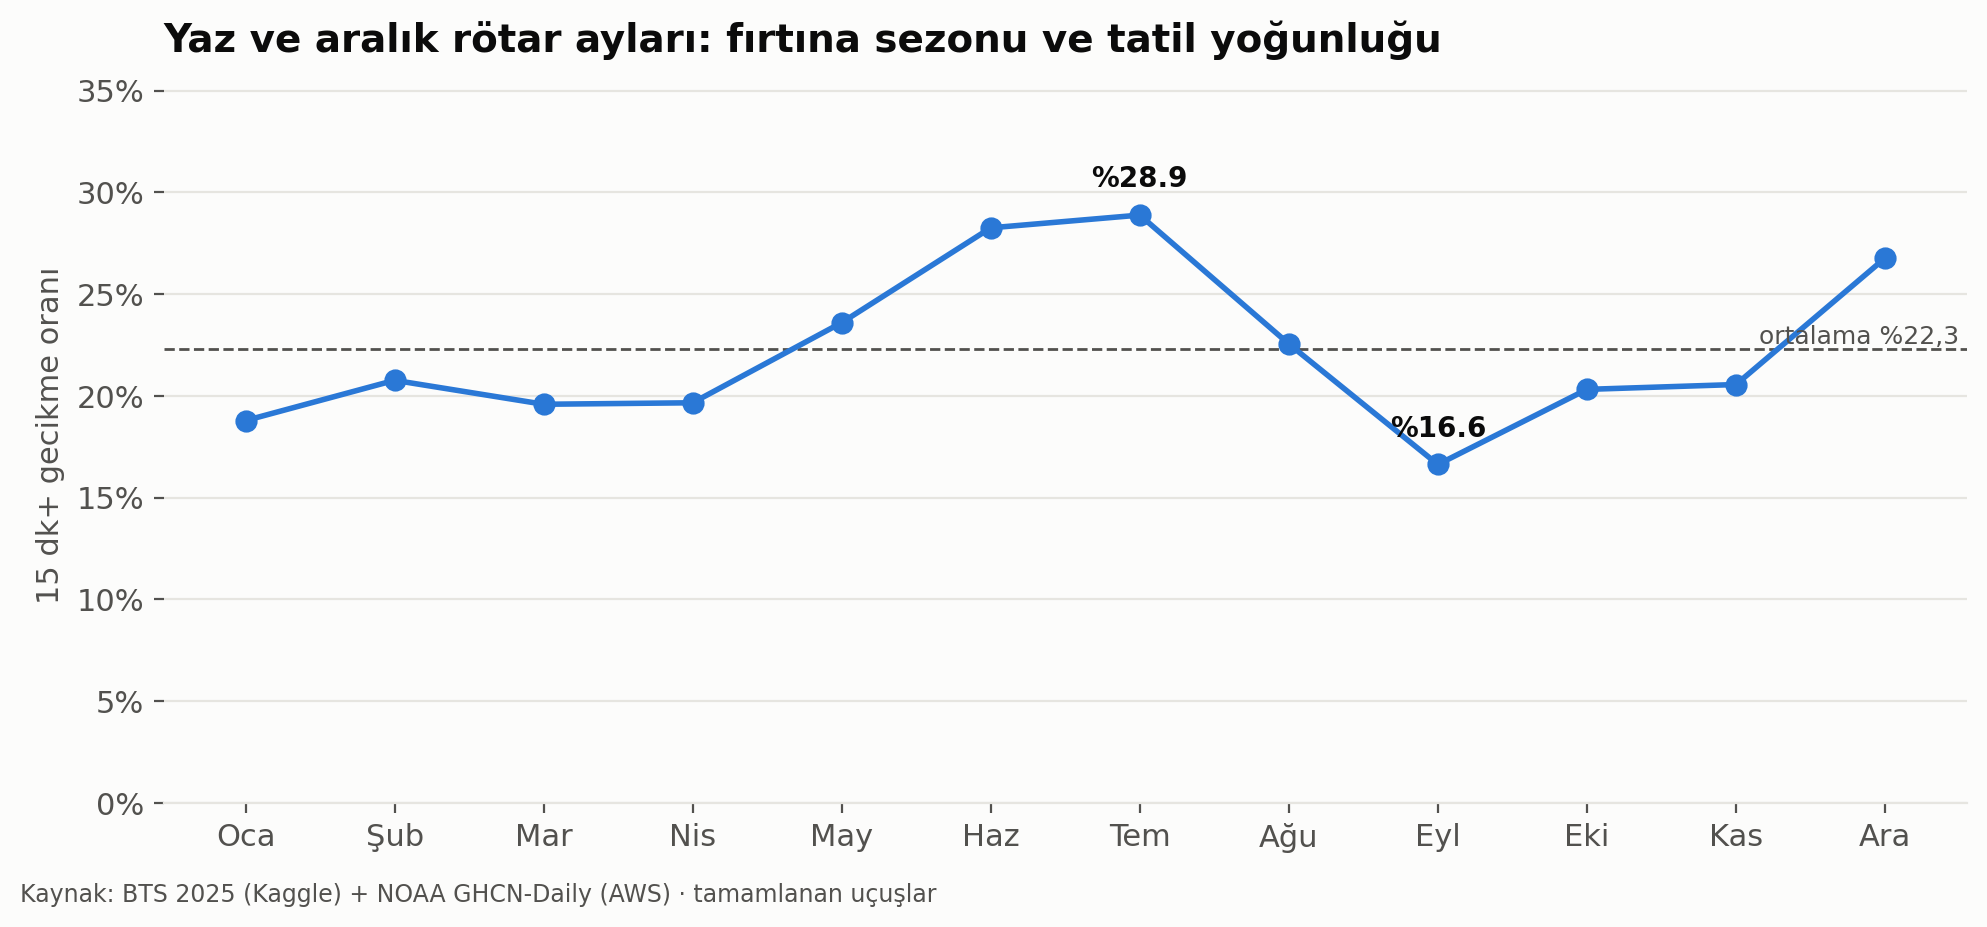 Yaz ve aralık rötar ayları: fırtına sezonu ve tatil yoğunluğu
15 dk+ gecikme oranı
35%
30%
25%
20%
15%
10%
5%
0%
%28.9
ortalama %22,3
%16.6
Oca Şub Mar Nis May Haz Tem Ağu Eyl Eki Kas Ara
Kaynak: BTS 2025 (Kaggle) + NOAA GHCN-Daily (AWS) · tamamlanan uçuşlar